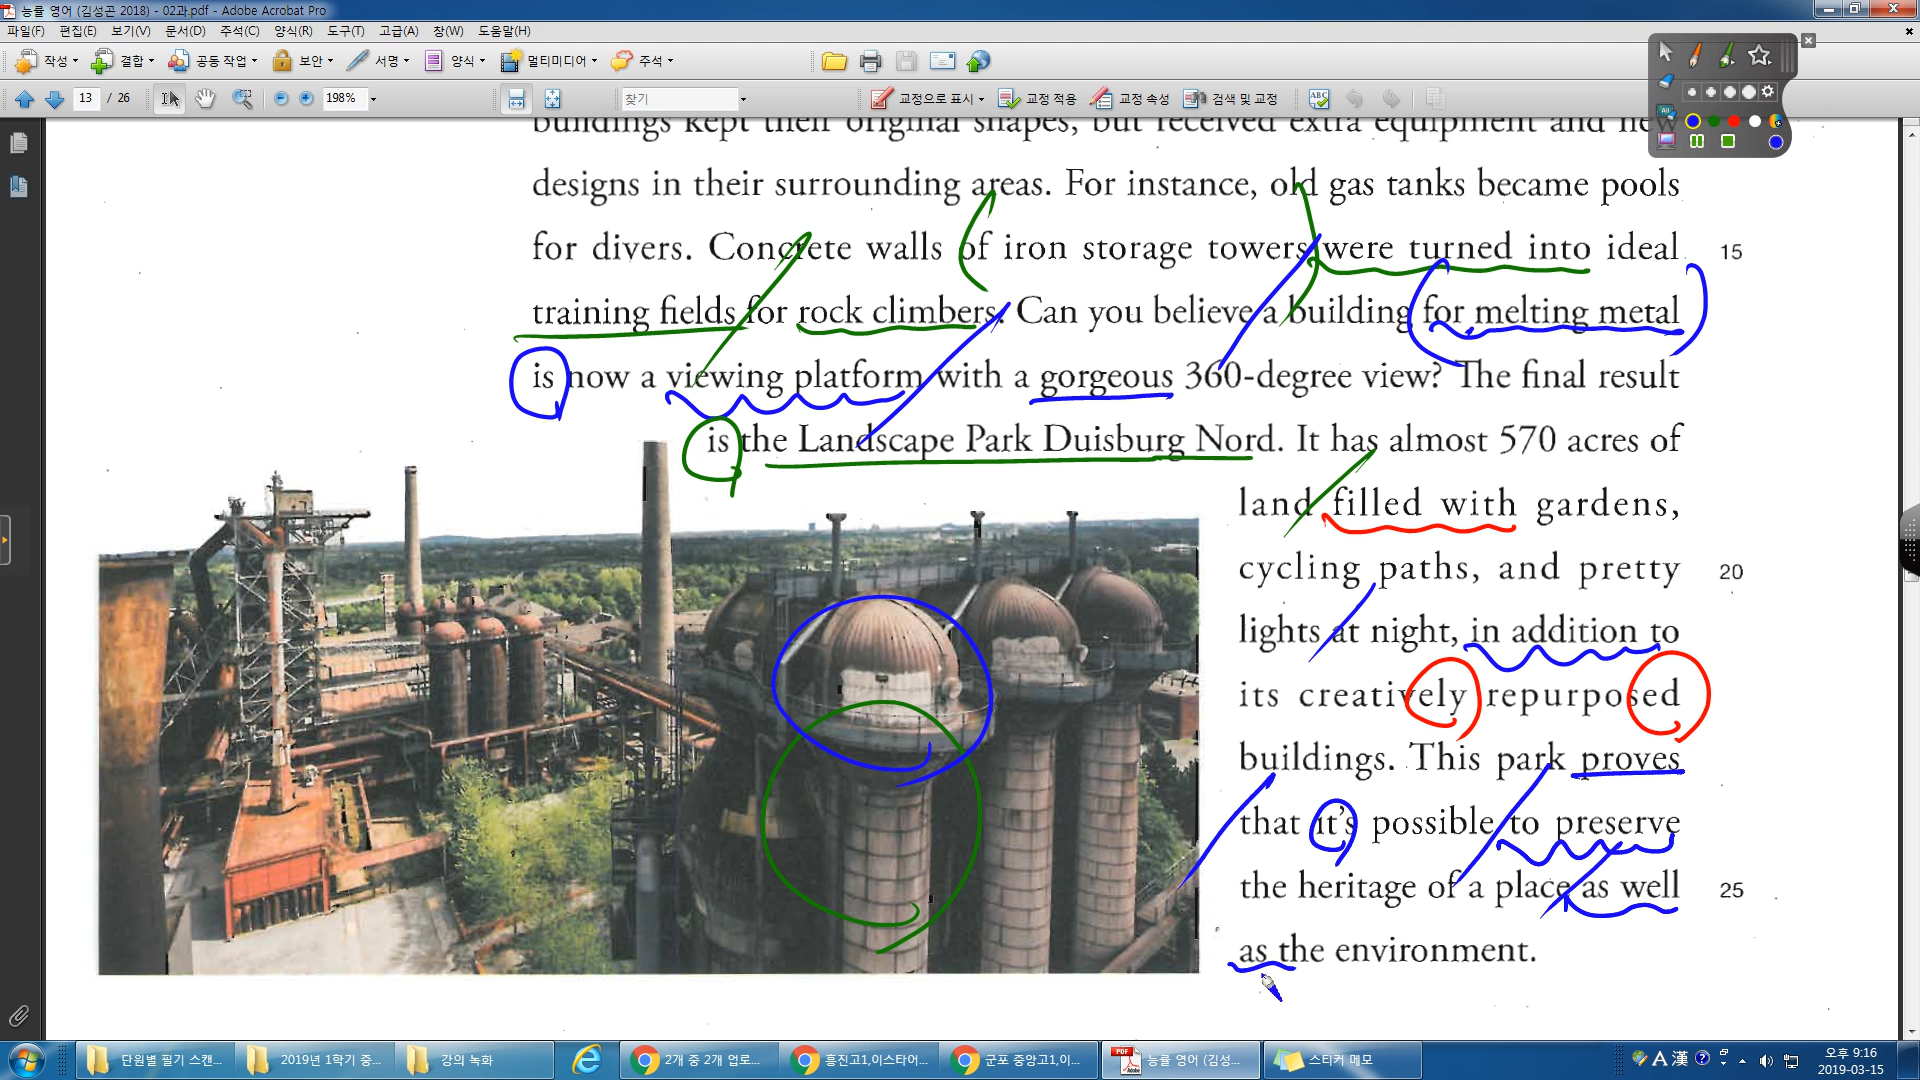 능률 영어 (김성곤 2018) - 02과.pdf - Adobe Acrobat Pro
파일(F) 편집(E) 보기(V) 문서(D) 주석(C) 양식(R) 도구(T) 고급(A) 창(W) 도움말(H)
작성 결합 공동 작업 보안 서명 양식 멀티미디어 주석
13 / 26 198% 찾기 교정으로 표시 교정 적용 교정 속성 검색 및 교정
buildings kept their original shapes, but received extra equipment and new
designs in their surrounding areas. For instance, old gas tanks became pools
for divers. Concrete walls of iron storage towers were turned into ideal 15
training fields for rock climbers. Can you believe a building for melting metal
is now a viewing platform with a gorgeous 360-degree view? The final result
is the Landscape Park Duisburg Nord. It has almost 570 acres of
land filled with gardens,
cycling paths, and pretty 20
lights at night, in addition to
its creatively repurposed
buildings. This park proves
that it's possible to preserve
the heritage of a place as well 25
as the environment.
단원별 필기 스캔... 2019년 1학기 중... 강의 녹화 2개 중 2개 업로... 흥진고1,이스타어... 군포 중앙고1,이... 능률 영어 (김성... 스티커 메모 A 漢 오후 9:16
2019-03-15